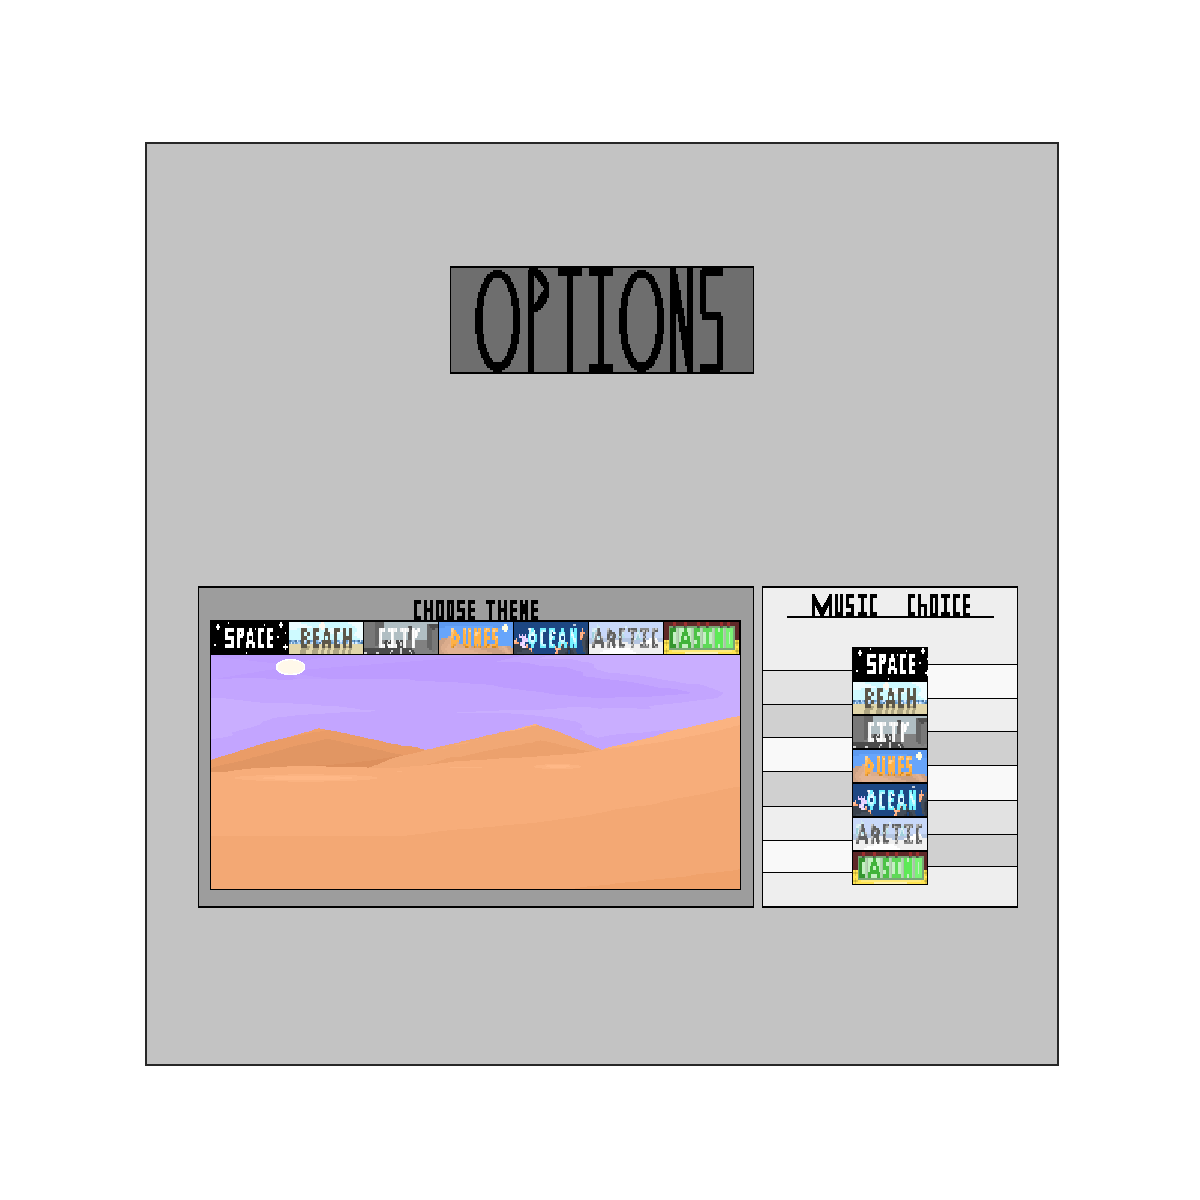 OPTIONS
CHOOSE THEME
SPACE BEACH CITY DUNES OCEAN ARCTIC CASINO
MUSIC ChOICE
SPACE
BEACH
CITY
DUNES
OCEAN
ARCTIC
CASINO